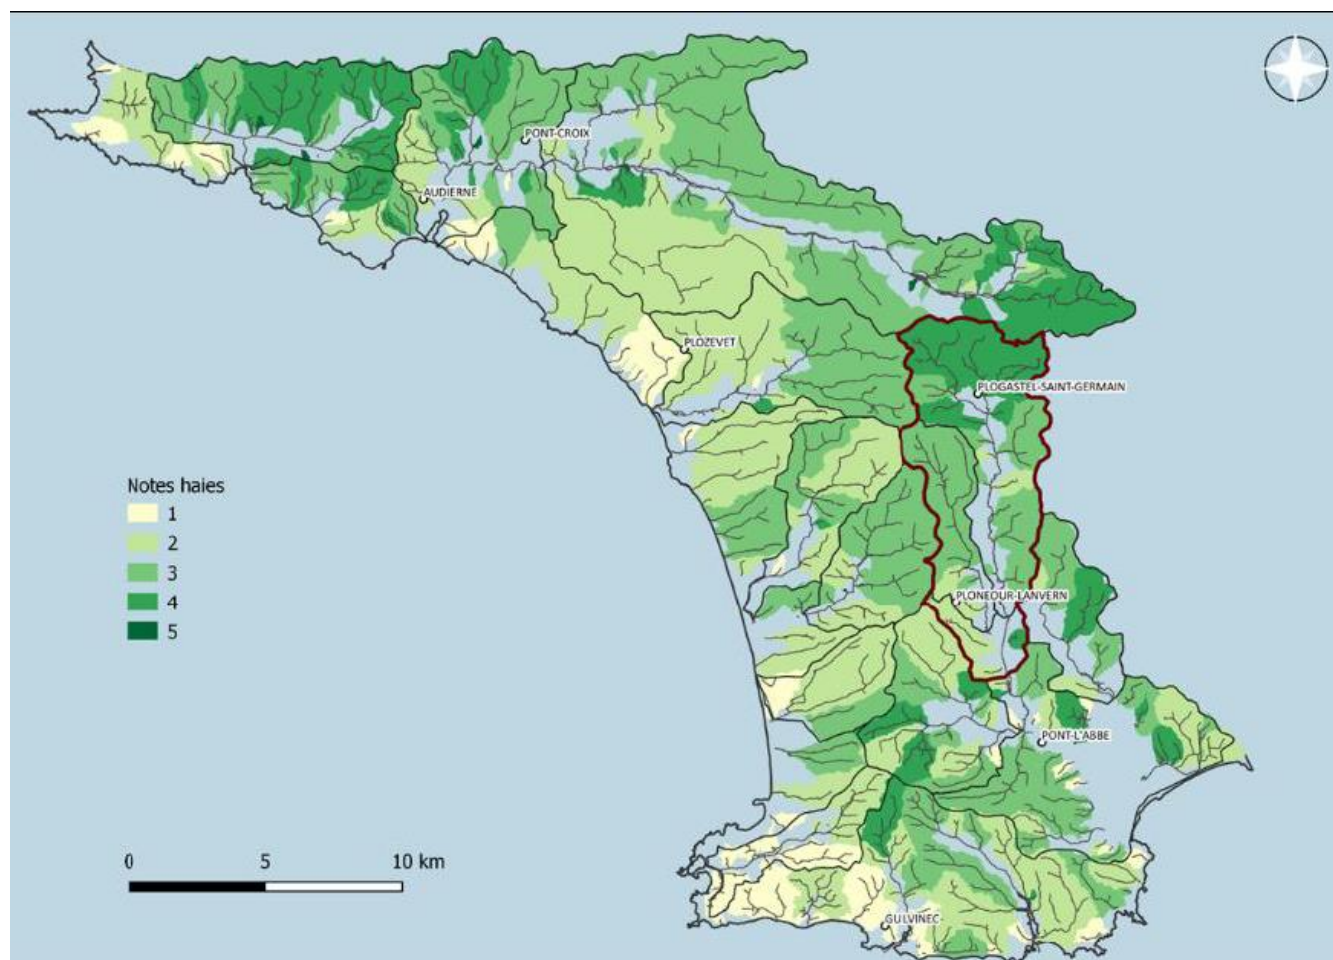 PONT-CROIX
AUDIERNE
PLOZEVET
PLOGASTEL-SAINT-GERMAIN
Notes haies
1
2
3
4
5
PLONEOUR-LANVERN
PONT-L'ABBE
0 5 10 km
GUILVINEC